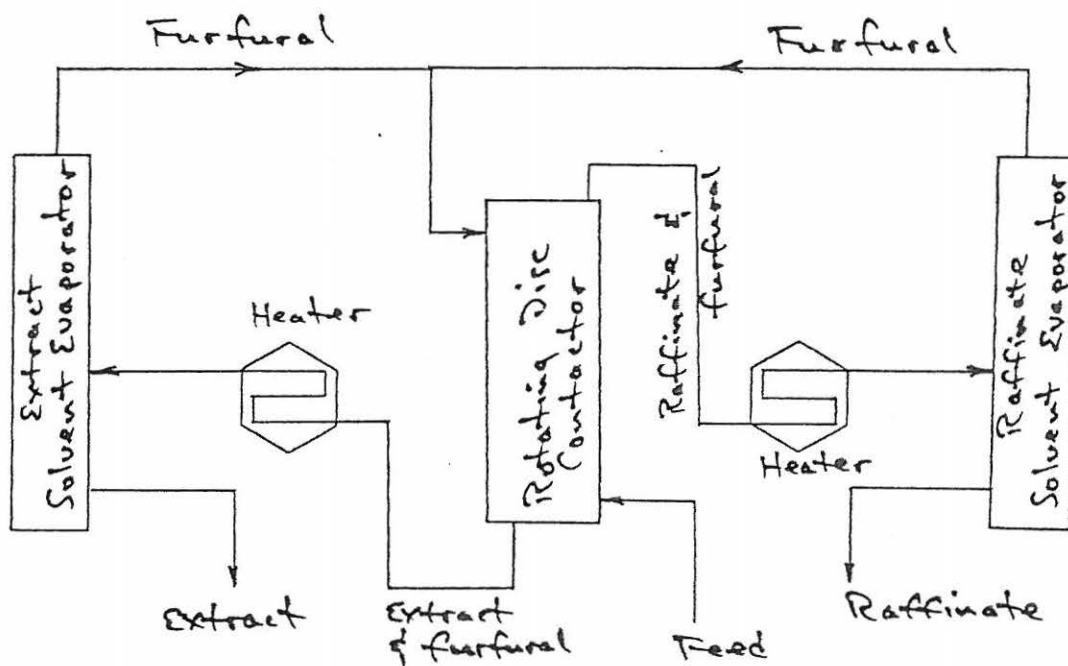 Furfural
Furfural
Extract
Solvent Evaporator
Heater
Rotating Disc
Contactor
Raffinate &
furfural
Heater
Raffinate
Solvent Evaporator
Extract
Extract
& furfural
Feed
Raffinate